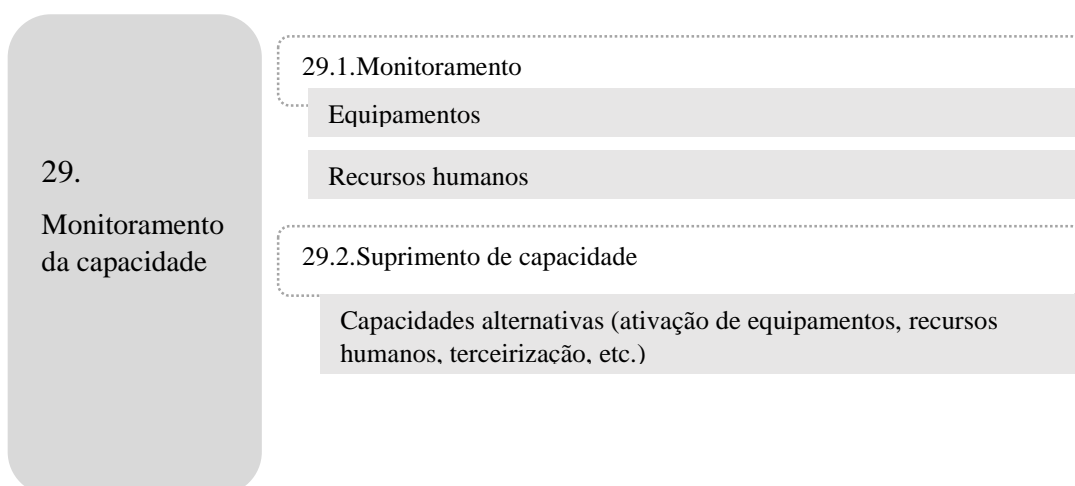 29.
Monitoramento
da capacidade
29.1.Monitoramento
Equipamentos
Recursos humanos
29.2.Suprimento de capacidade
Capacidades alternativas (ativação de equipamentos, recursos
humanos, terceirização, etc.)